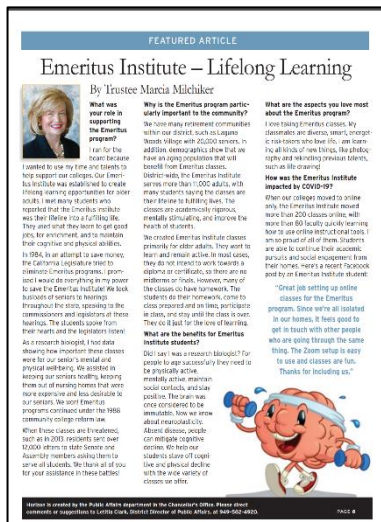 FEATURED ARTICLE
Emeritus Institute – Lifelong Learning
By Trustee Marcia Milchiker
What was
your role in
supporting
the Emeritus
program?
I ran for the
board because
I wanted to use my time and talents to
help support our colleges. Our Emer-
itus Institute was established to create
lifelong learning opportunities for older
adults. I met many students who
reported that the Emeritus Institute
was their lifeline into a fulfilling life.
They used what they learn to get good
jobs, for enrichment, and to maintain
their cognitive and physical abilities.
In 1984, in an attempt to save money,
the California Legislature tried to
eliminate Emeritus programs. I prom-
ised I would do everything in my power
to save the Emeritus Institute! We took
busloads of seniors to hearings
throughout the state, speaking to the
commissioners and legislators at these
hearings. The students spoke from
their hearts and the legislators listened!
As a research biologist, I had data
showing how important these classes
were for our senior's mental and
physical well-being. We assisted in
keeping our seniors healthy, keeping
them out of nursing homes that were
more expensive and less desirable to
our seniors. We won! Emeritus
programs continued under the 1988
community college reform law.
When these classes are threatened,
such as in 2013, residents sent over
12,000 letters to state Senate and
Assembly members asking them to
serve all students. We thank all of you
for your assistance in these battles!
Why is the Emeritus program partic-
ularly important to the community?
We have many retirement communities
within our district, such as Laguna
Woods Village with 20,000 seniors. In
addition, demographics show that we
have an aging population that will
benefit from Emeritus classes.
District-wide, the Emeritus Institute
serves more than 11,000 adults, with
many students saying the classes are
their lifeline to fulfilling lives. The
classes are academically rigorous,
mentally stimulating, and improve the
health of students.
We created Emeritus Institute classes
primarily for older adults. They want to
learn and remain active. In most cases,
they do not intend to work towards a
diploma or certificate, so there are no
midterms or finals. However, many of
the classes do have homework. The
students do their homework, come to
class prepared and on time, participate
in class, and stay until the class is over.
They do it just for the love of learning.
What are the benefits for Emeritus
Institute students?
Did I say I was a research biologist? For
people to age successfully they need to
be physically active,
mentally active, maintain
social contacts, and stay
positive. The brain was
once considered to be
immutable. Now we know
about neuroplasticity.
Absent disease, people
can mitigate cognitive
decline. We help our
students stave off cogni-
tive and physical decline
with the wide variety of
classes we offer.
What are the aspects you love most
about the Emeritus program?
I love taking Emeritus classes. My
classmates are diverse, smart, energet-
ic risk-takers who love life. I am learn-
ing all kinds of new things, like photog-
raphy and rekindling previous talents,
such as life drawing!
How was the Emeritus Institute
impacted by COVID-19?
When our colleges moved to online
only, the Emeritus Institute moved
more than 200 classes online, with
more than 60 faculty quickly learning
how to use online instructional tools. I
am so proud of all of them. Students
are able to continue their academic
pursuits and social engagement from
their homes. Here's a recent Facebook
post by an Emeritus Institute student:
"Great job setting up online
classes for the Emeritus
program. Since we're all isolated
in our homes, it feels good to
get in touch with other people
who are going through the same
thing. The Zoom setup is easy
to use and classes are fun.
Thanks for including us."
Horizon is created by the Public Affairs department in the Chancellor's Office. Please direct
comments or suggestions to Letitia Clark, District Director of Public Affairs, at 949-582-4920.
PAGE 6